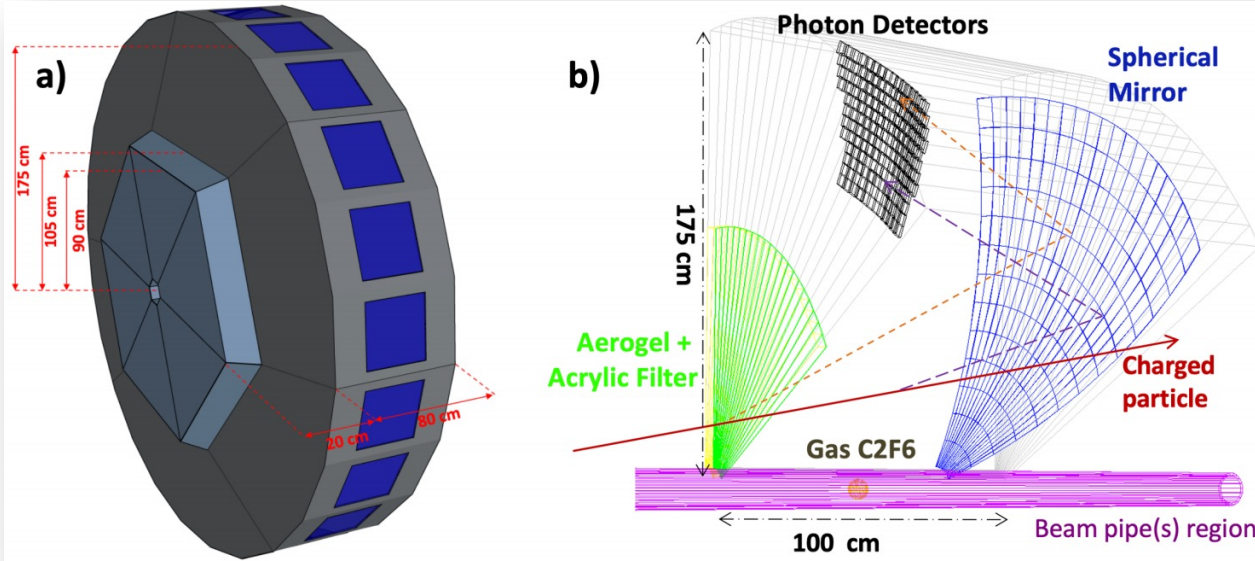 a)
175 cm
105 cm
90 cm
20 cm
80 cm
b)
Photon Detectors
Spherical
Mirror
175 cm
Aerogel +
Acrylic Filter
Charged
particle
Gas C2F6
Beam pipe(s) region
100 cm